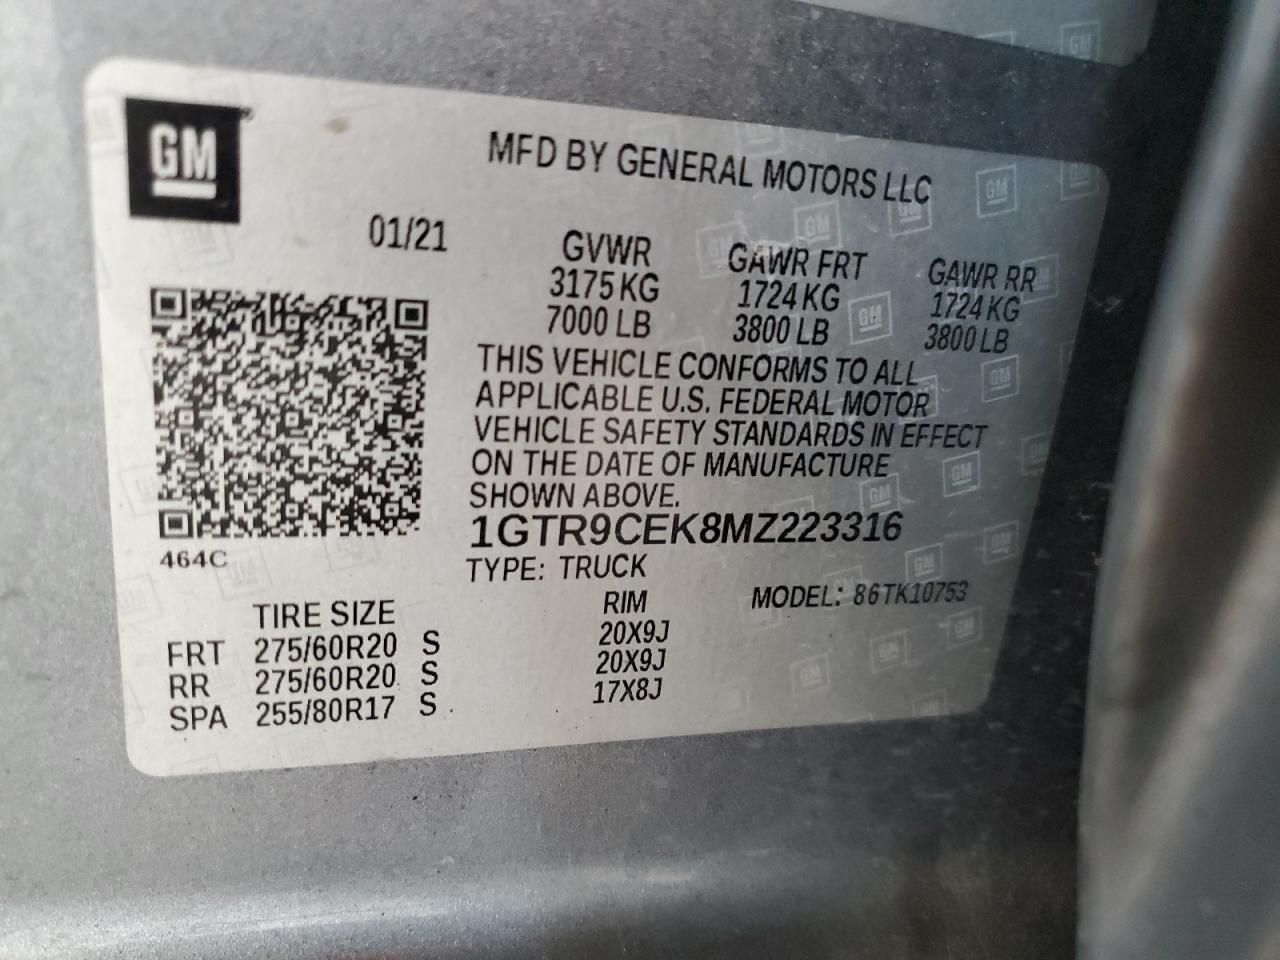 GM
MFD BY GENERAL MOTORS LLC
01/21
GVWR GAWR FRT GAWR RR
3175 KG 1724 KG 1724 KG
7000 LB 3800 LB 3800 LB
THIS VEHICLE CONFORMS TO ALL
APPLICABLE U.S. FEDERAL MOTOR
VEHICLE SAFETY STANDARDS IN EFFECT
ON THE DATE OF MANUFACTURE
SHOWN ABOVE.
1GTR9CEK8MZ223316
464C
TYPE: TRUCK MODEL: 86TK10753
TIRE SIZE RIM
FRT 275/60R20 S 20X9J
RR 275/60R20 S 20X9J
SPA 255/80R17 S 17X8J